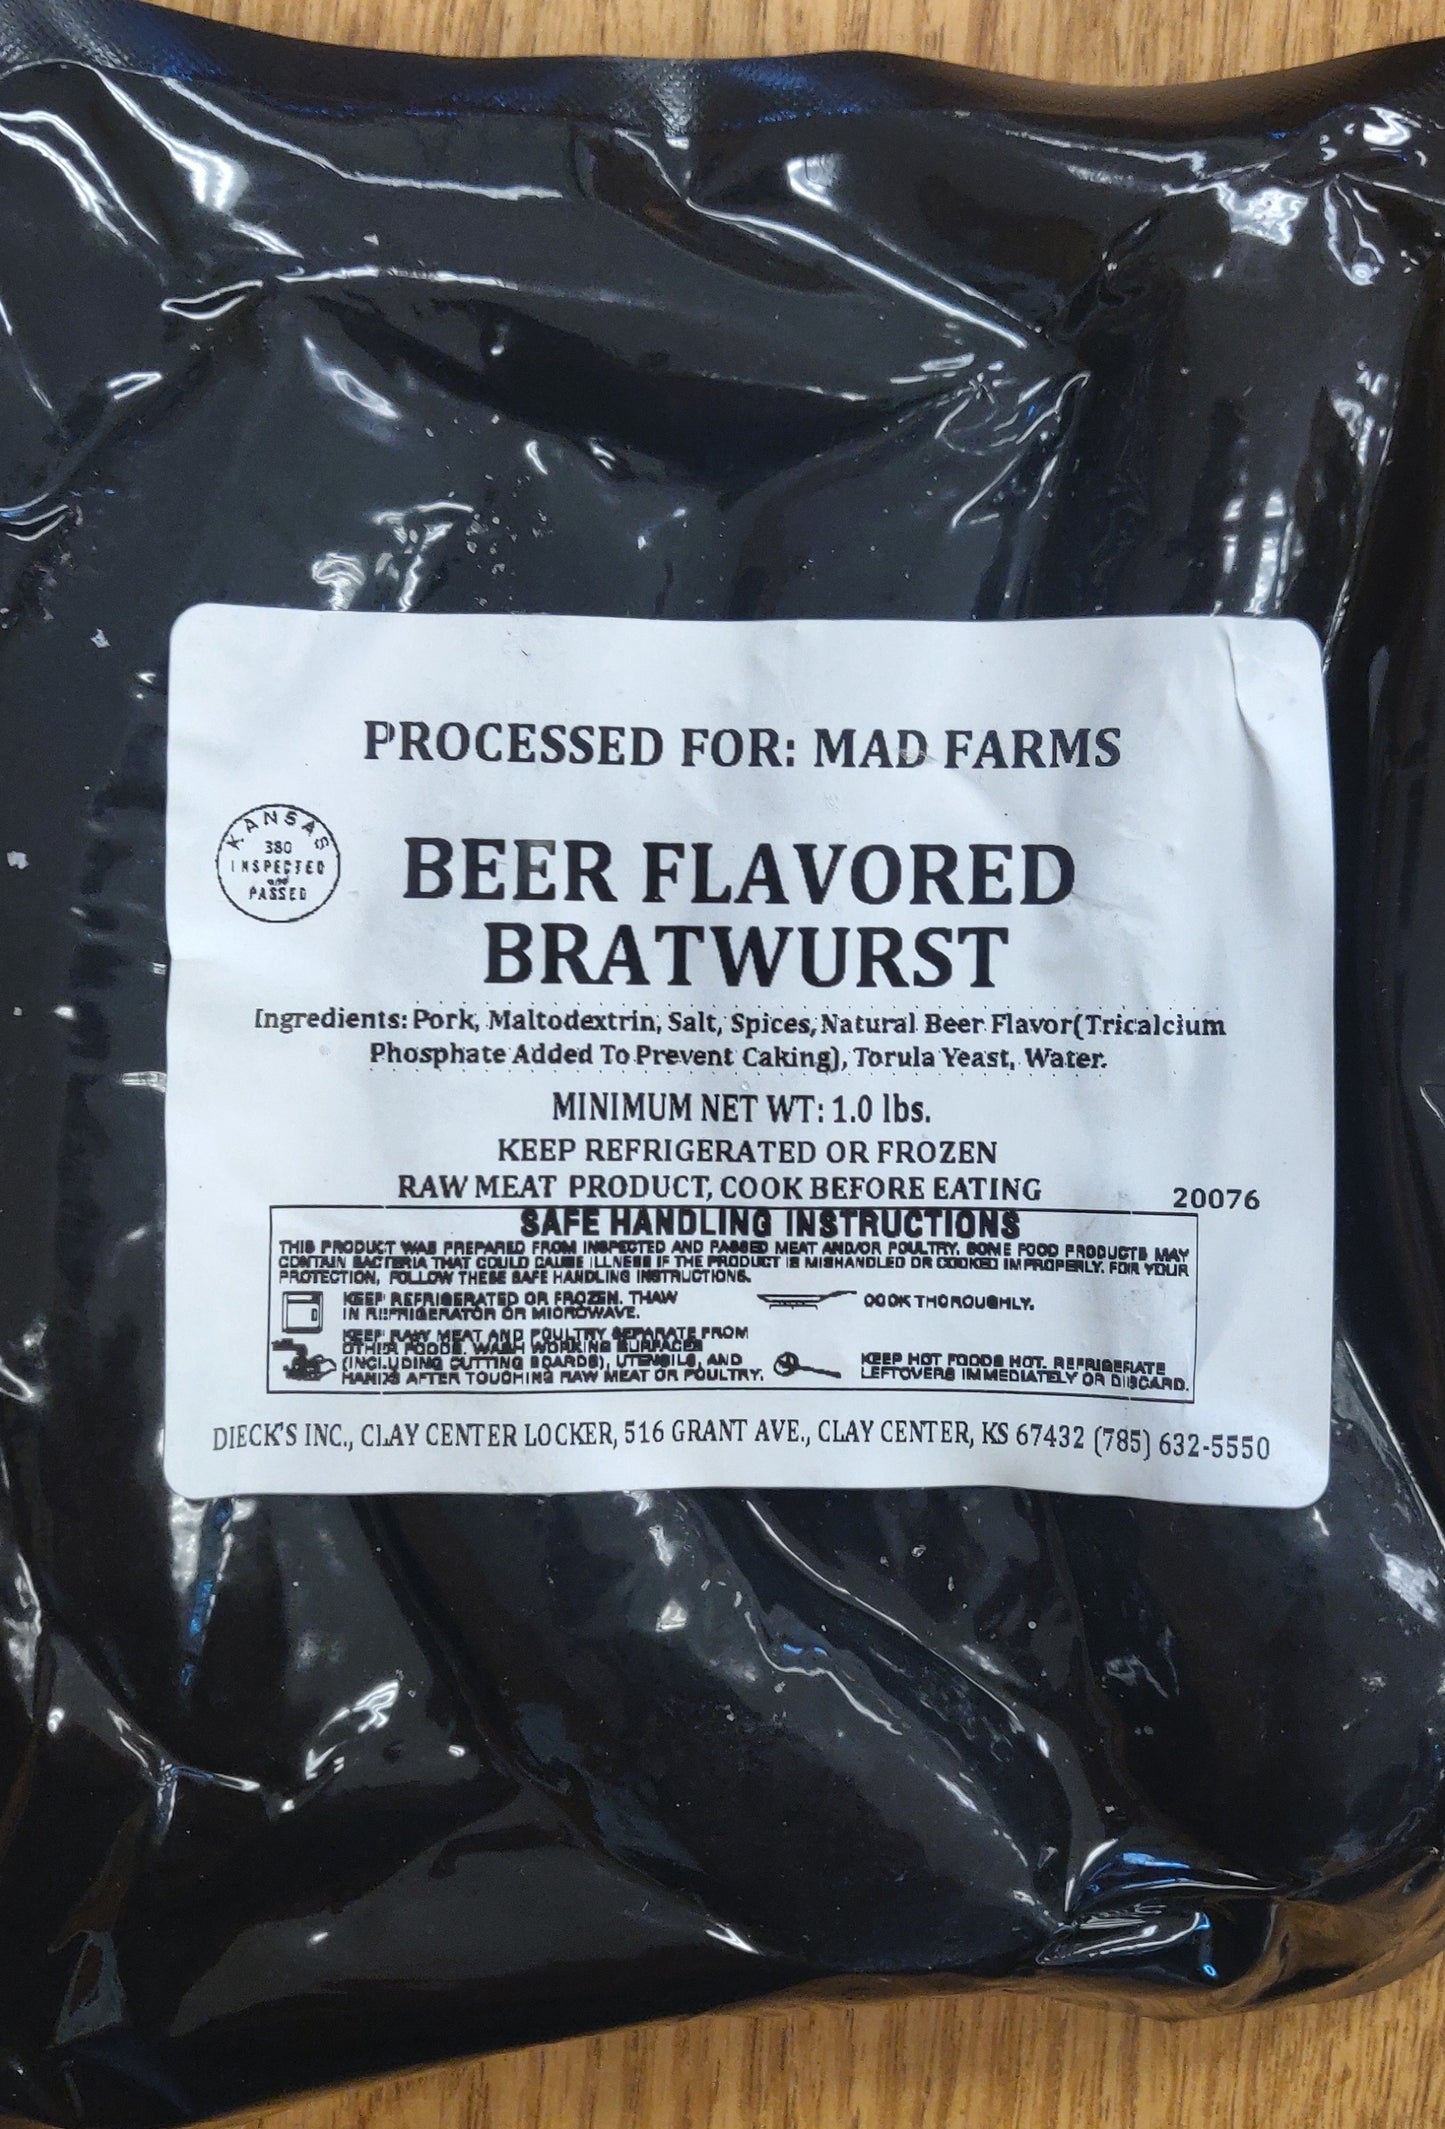 PROCESSED FOR: MAD FARMS
KANSAS
380
INSPECTED
and
PASSED
BEER FLAVORED
BRATWURST
Ingredients: Pork, Maltodextrin, Salt, Spices, Natural Beer Flavor(Tricalcium
Phosphate Added To Prevent Caking), Torula Yeast, Water.
MINIMUM NET WT: 1.0 lbs.
KEEP REFRIGERATED OR FROZEN
RAW MEAT PRODUCT, COOK BEFORE EATING
20076
SAFE HANDLING INSTRUCTIONS
THIS PRODUCT WAS PREPARED FROM INSPECTED AND PASSED MEAT AND/OR POULTRY. SOME FOOD PRODUCTS MAY
CONTAIN BACTERIA THAT COULD CAUSE ILLNESS IF THE PRODUCT IS MISHANDLED OR COOKED IMPROPERLY. FOR YOUR
PROTECTION, FOLLOW THESE SAFE HANDLING INSTRUCTIONS.
KEEP REFRIGERATED OR FROZEN. THAW
IN REFRIGERATOR OR MICROWAVE.
KEEP RAW MEAT AND POULTRY SEPARATE FROM
OTHER FOODS. WASH WORKING SURFACES
(INCLUDING CUTTING BOARDS), UTENSILS, AND
HANDS AFTER TOUCHING RAW MEAT OR POULTRY.
COOK THOROUGHLY.
KEEP HOT FOODS HOT. REFRIGERATE
LEFTOVERS IMMEDIATELY OR DISCARD.
DIECK'S INC., CLAY CENTER LOCKER, 516 GRANT AVE., CLAY CENTER, KS 67432 (785) 632-5550